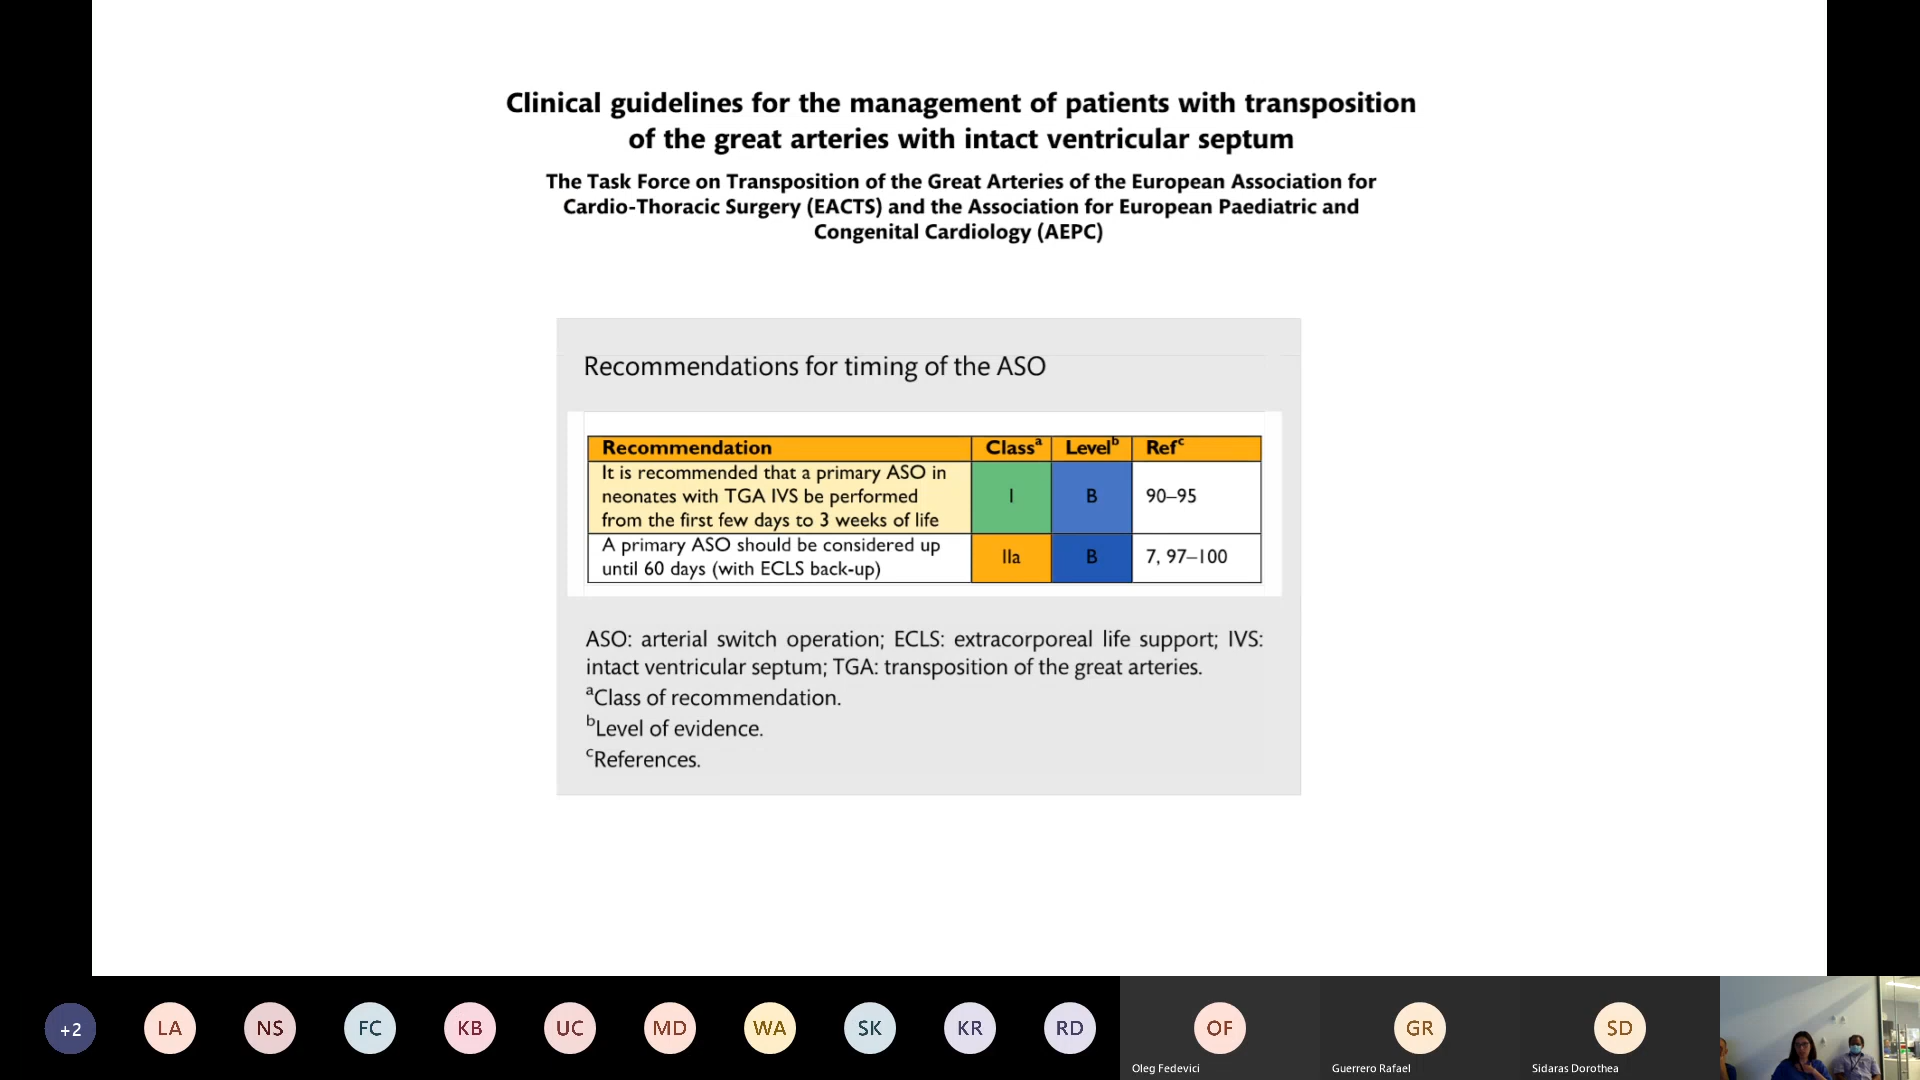 Clinical guidelines for the management of patients with transposition
of the great arteries with intact ventricular septum
The Task Force on Transposition of the Great Arteries of the European Association for
Cardio-Thoracic Surgery (EACTS) and the Association for European Paediatric and
Congenital Cardiology (AEPC)
Recommendations for timing of the ASO
Recommendation Classᵃ Levelᵇ Refᶜ
It is recommended that a primary ASO in
neonates with TGA IVS be performed
from the first few days to 3 weeks of life
I B 90–95
A primary ASO should be considered up
until 60 days (with ECLS back-up)
IIa B 7, 97–100
ASO: arterial switch operation; ECLS: extracorporeal life support; IVS:
intact ventricular septum; TGA: transposition of the great arteries.
ᵃClass of recommendation.
ᵇLevel of evidence.
ᶜReferences.
+2 LA NS FC KB UC MD WA SK KR RD OF GR SD
Oleg Fedevici Guerrero Rafael Sidaras Dorothea